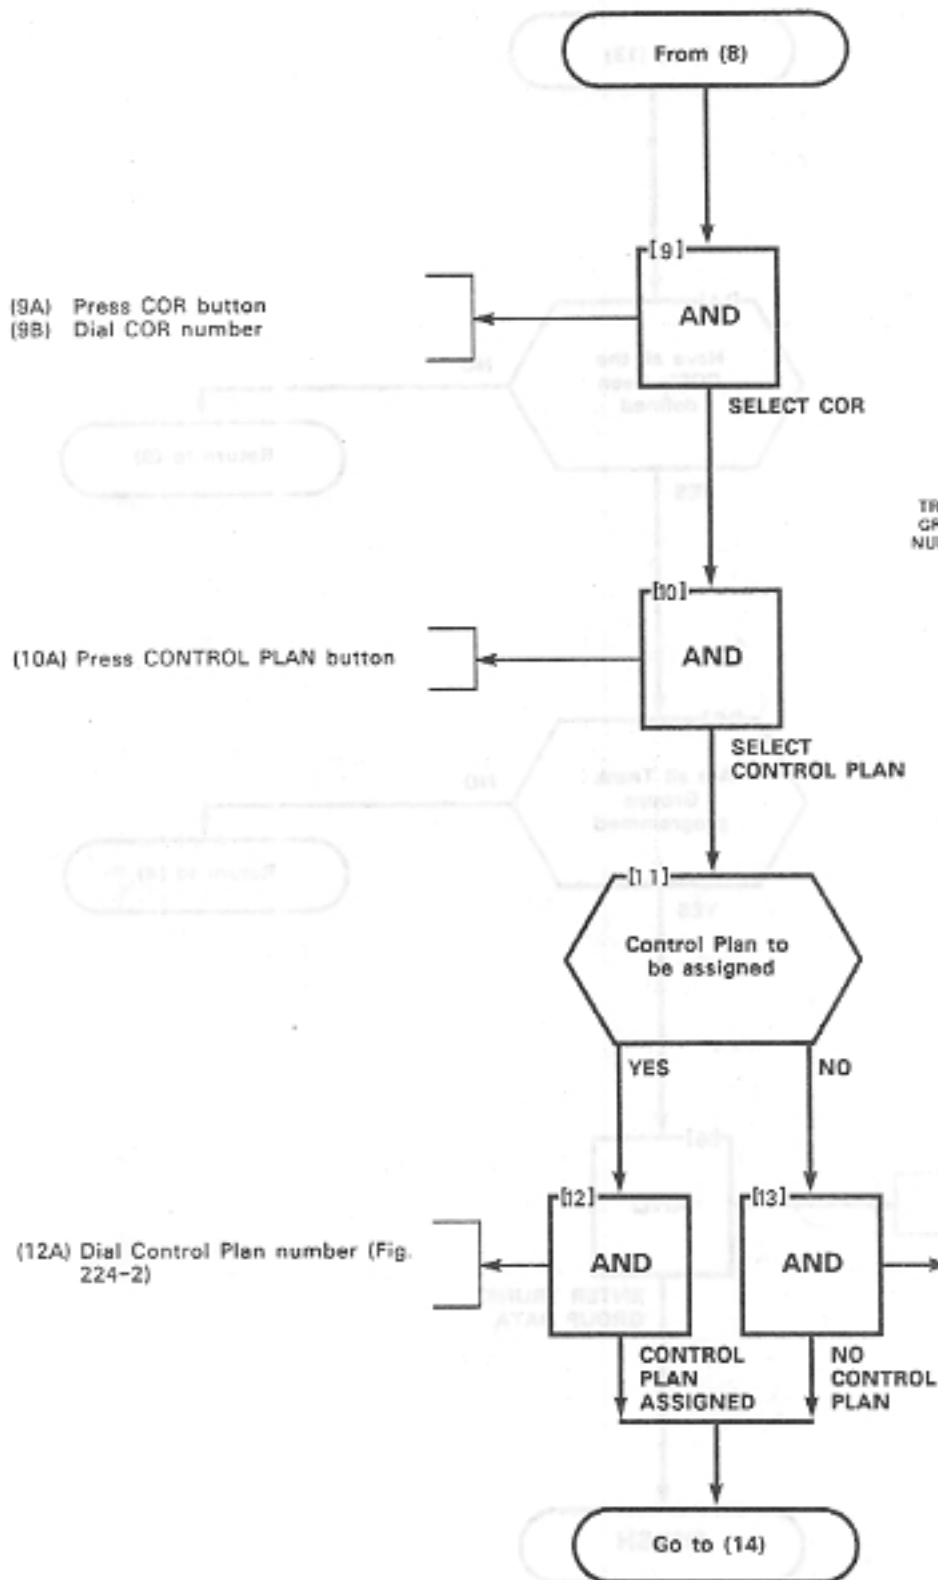 From (8)
[9]
AND
(9A) Press COR button
(9B) Dial COR number
SELECT COR
[10]
AND
(10A) Press CONTROL PLAN button
SELECT
CONTROL PLAN
[11]
Control Plan to
be assigned
YES
NO
[12]
AND
[13]
AND
(12A) Dial Control Plan number (Fig.
224-2)
CONTROL
PLAN
ASSIGNED
NO
CONTROL
PLAN
Go to (14)